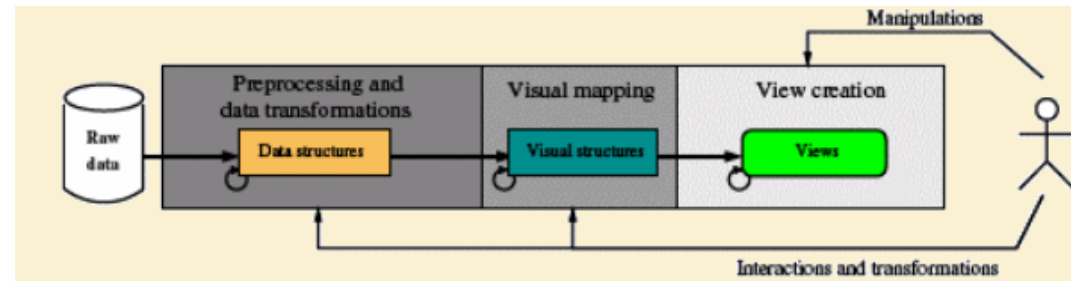 Manipulations
Preprocessing and
data transformations
Visual mapping
View creation
Raw
data
Data structures
Visual structures
Views
Interactions and transformations